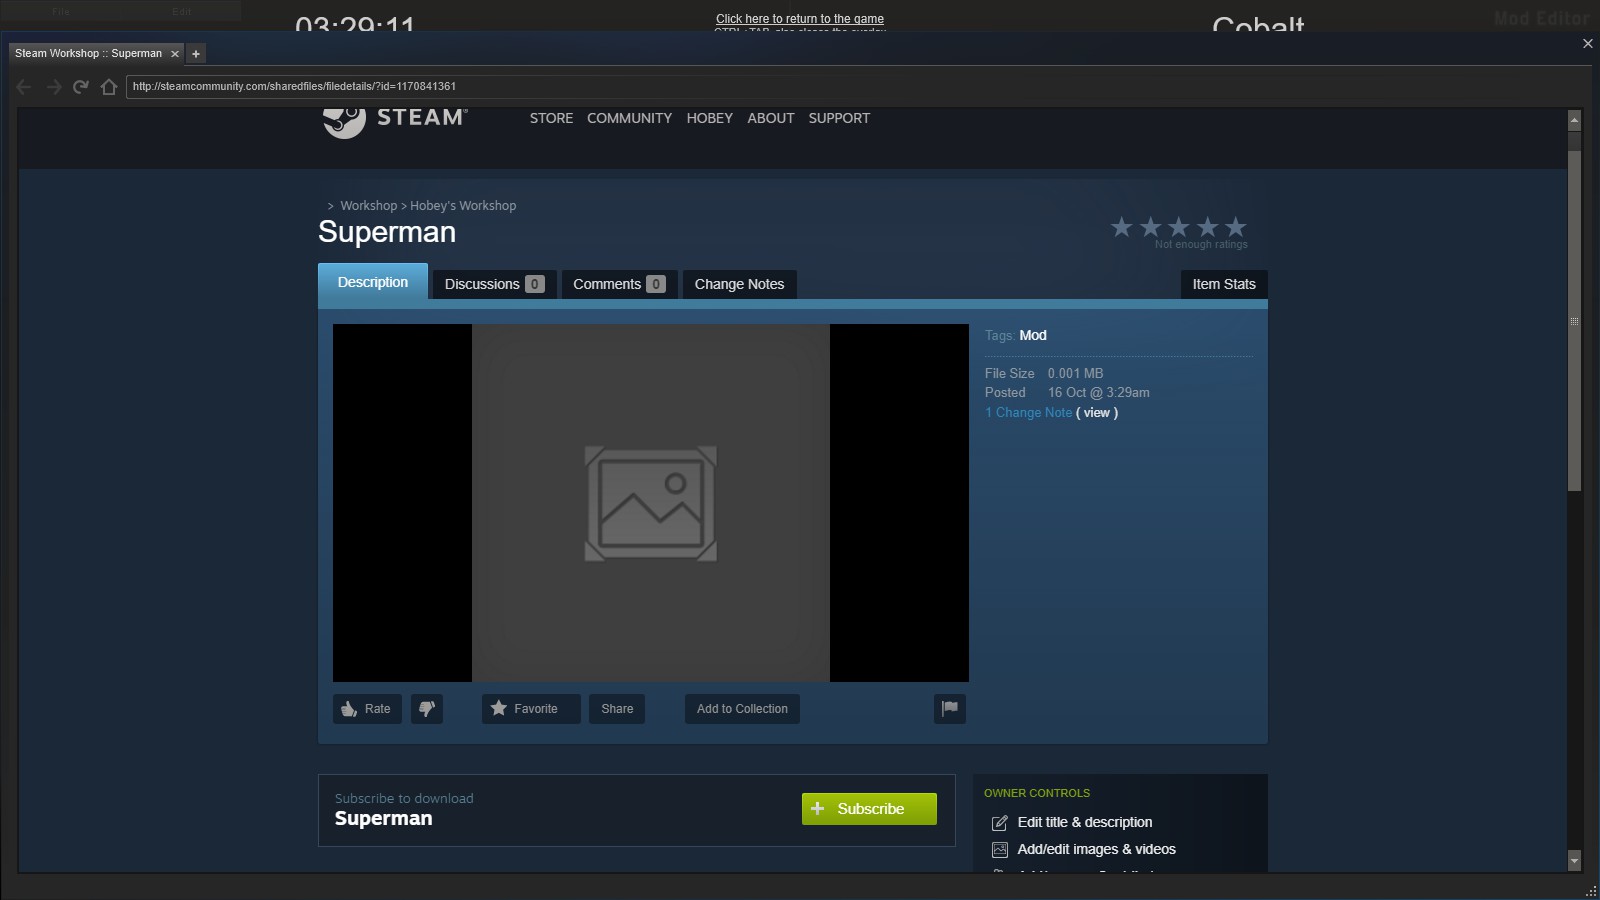 File Edit
03:29:11
Click here to return to the game
Cobalt
Mod Editor
Steam Workshop :: Superman
http://steamcommunity.com/sharedfiles/filedetails/?id=1170841361
STEAM®
STORE COMMUNITY HOBEY ABOUT SUPPORT
> Workshop > Hobey's Workshop
Superman
Not enough ratings
Description
Discussions 0
Comments 0
Change Notes
Item Stats
Tags: Mod
File Size 0.001 MB
Posted 16 Oct @ 3:29am
1 Change Note ( view )
Rate
Favorite
Share
Add to Collection
Subscribe to download
Superman
+ Subscribe
OWNER CONTROLS
Edit title & description
Add/edit images & videos